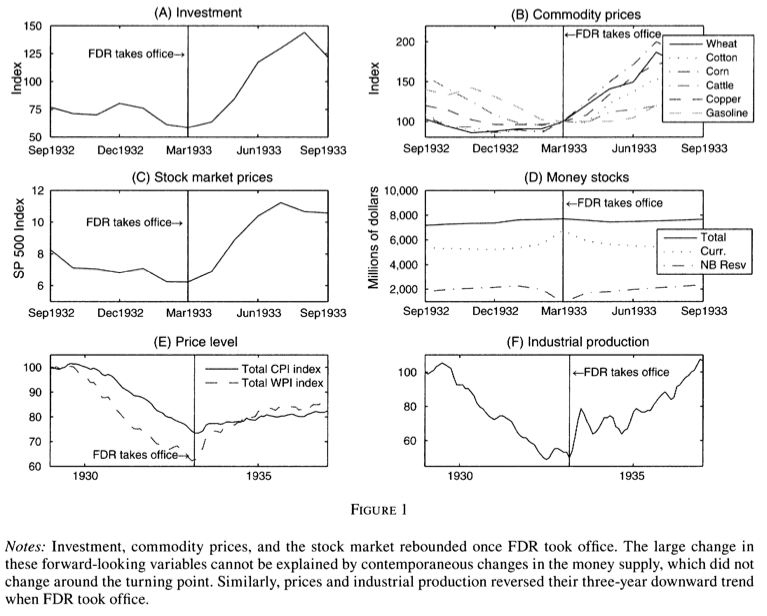 (A) Investment
150
125
100
75
50
Index
FDR takes office→
Sep1932 Dec1932 Mar1933 Jun1933 Sep1933
(B) Commodity prices
200
150
100
Index
←FDR takes office
Wheat
Cotton
Corn
Cattle
Copper
Gasoline
Sep1932 Dec1932 Mar1933 Jun1933 Sep1933
(C) Stock market prices
12
10
8
6
SP 500 Index
FDR takes office→
Sep1932 Dec1932 Mar1933 Jun1933 Sep1933
(D) Money stocks
10,000
8,000
6,000
4,000
2,000
Millions of dollars
←FDR takes office
Total
Curr.
NB Resv
Sep1932 Dec1932 Mar1933 Jun1933 Sep1933
(E) Price level
100
90
80
70
60
Total CPI index
Total WPI index
FDR takes office→
1930 1935
(F) Industrial production
100
80
60
←FDR takes office
1930 1935
FIGURE 1
Notes: Investment, commodity prices, and the stock market rebounded once FDR took office. The large change in
these forward-looking variables cannot be explained by contemporaneous changes in the money supply, which did not
change around the turning point. Similarly, prices and industrial production reversed their three-year downward trend
when FDR took office.